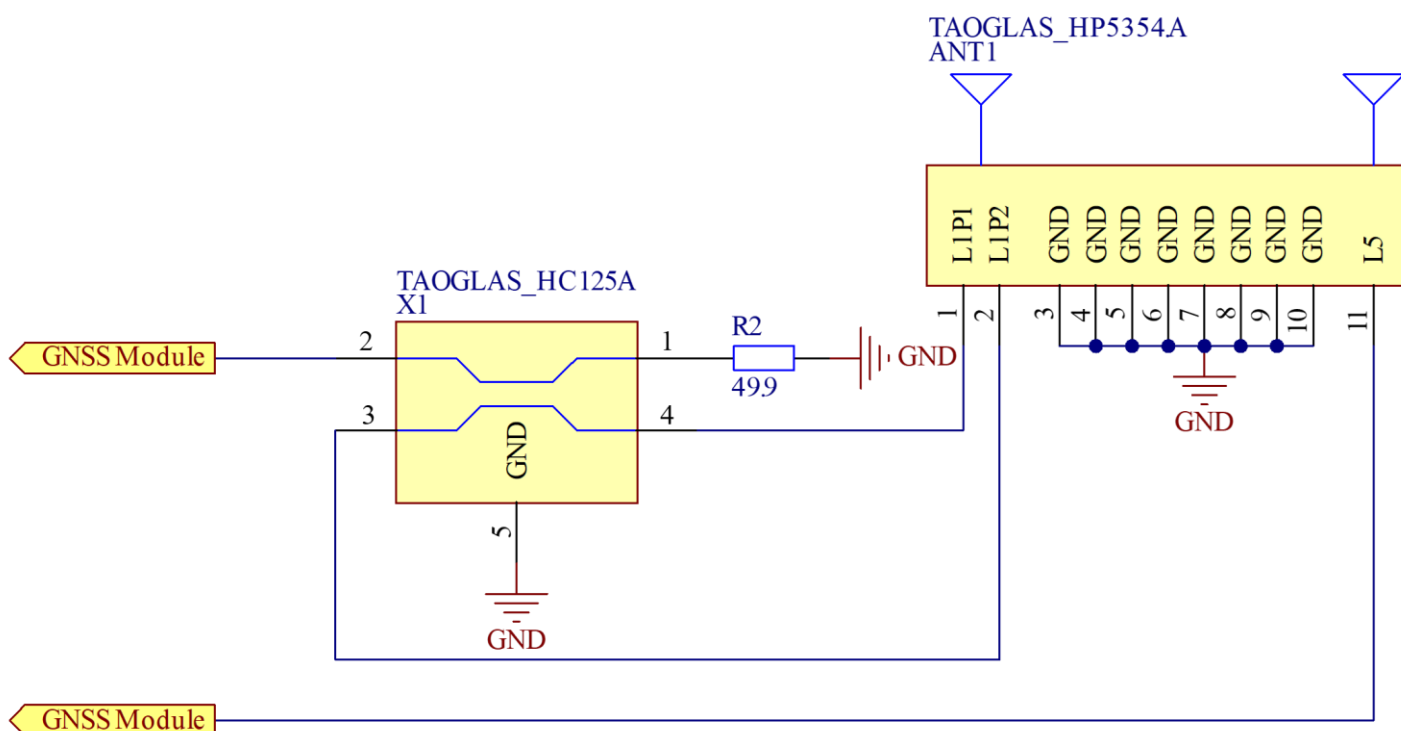 TAOGLAS_HP5354.A
ANT1
L1P1
L1P2
GND
GND
GND
GND
GND
GND
GND
GND
L5
1
2
3
4
5
6
7
8
9
10
11
GND
TAOGLAS_HC125A
X1
GNSS Module
2
1
R2
49.9
GND
3
4
GND
5
GND
GNSS Module